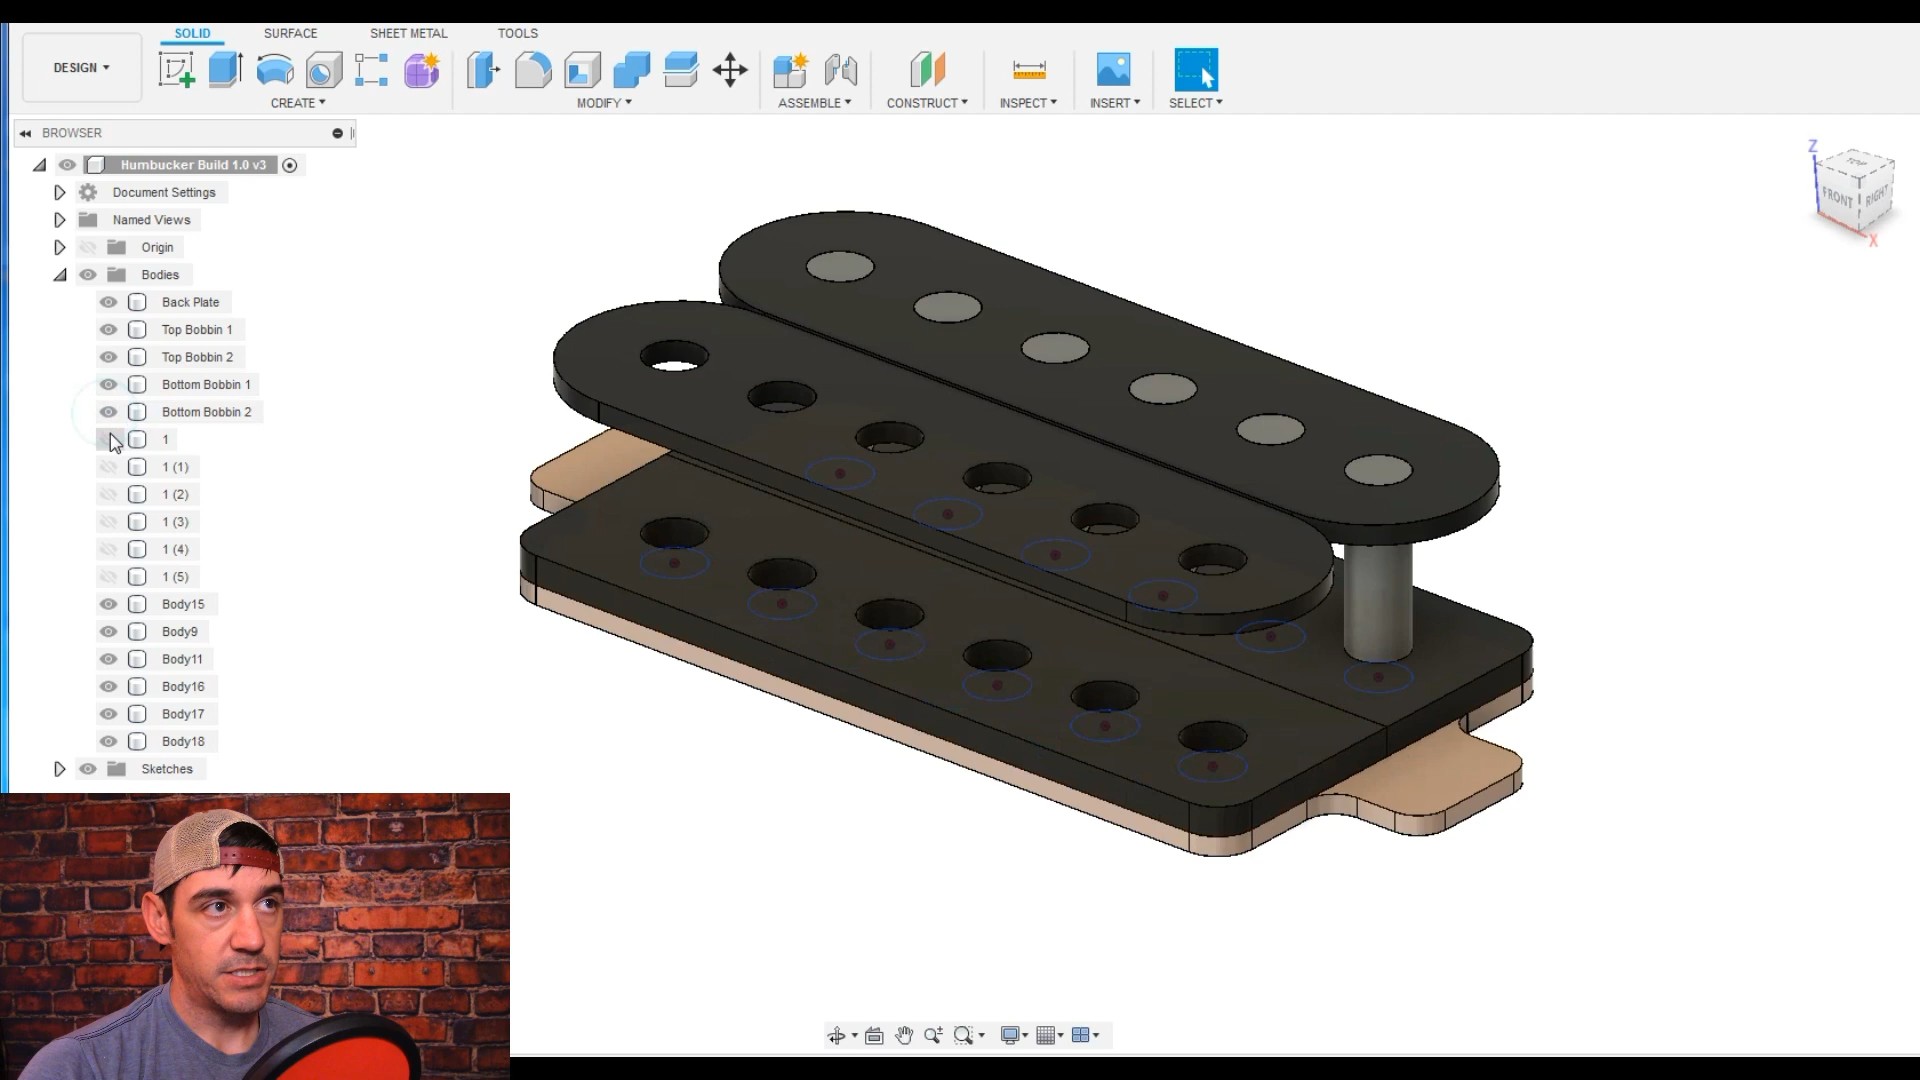 SOLID SURFACE SHEET METAL TOOLS
DESIGN
CREATE MODIFY ASSEMBLE CONSTRUCT INSPECT INSERT SELECT
BROWSER
Humbucker Build 1.0 v3
Document Settings
Named Views
Origin
Bodies
Back Plate
Top Bobbin 1
Top Bobbin 2
Bottom Bobbin 1
Bottom Bobbin 2
1
1 (1)
1 (2)
1 (3)
1 (4)
1 (5)
Body15
Body9
Body11
Body16
Body17
Body18
Sketches
Z
TOP
FRONT RIGHT
X